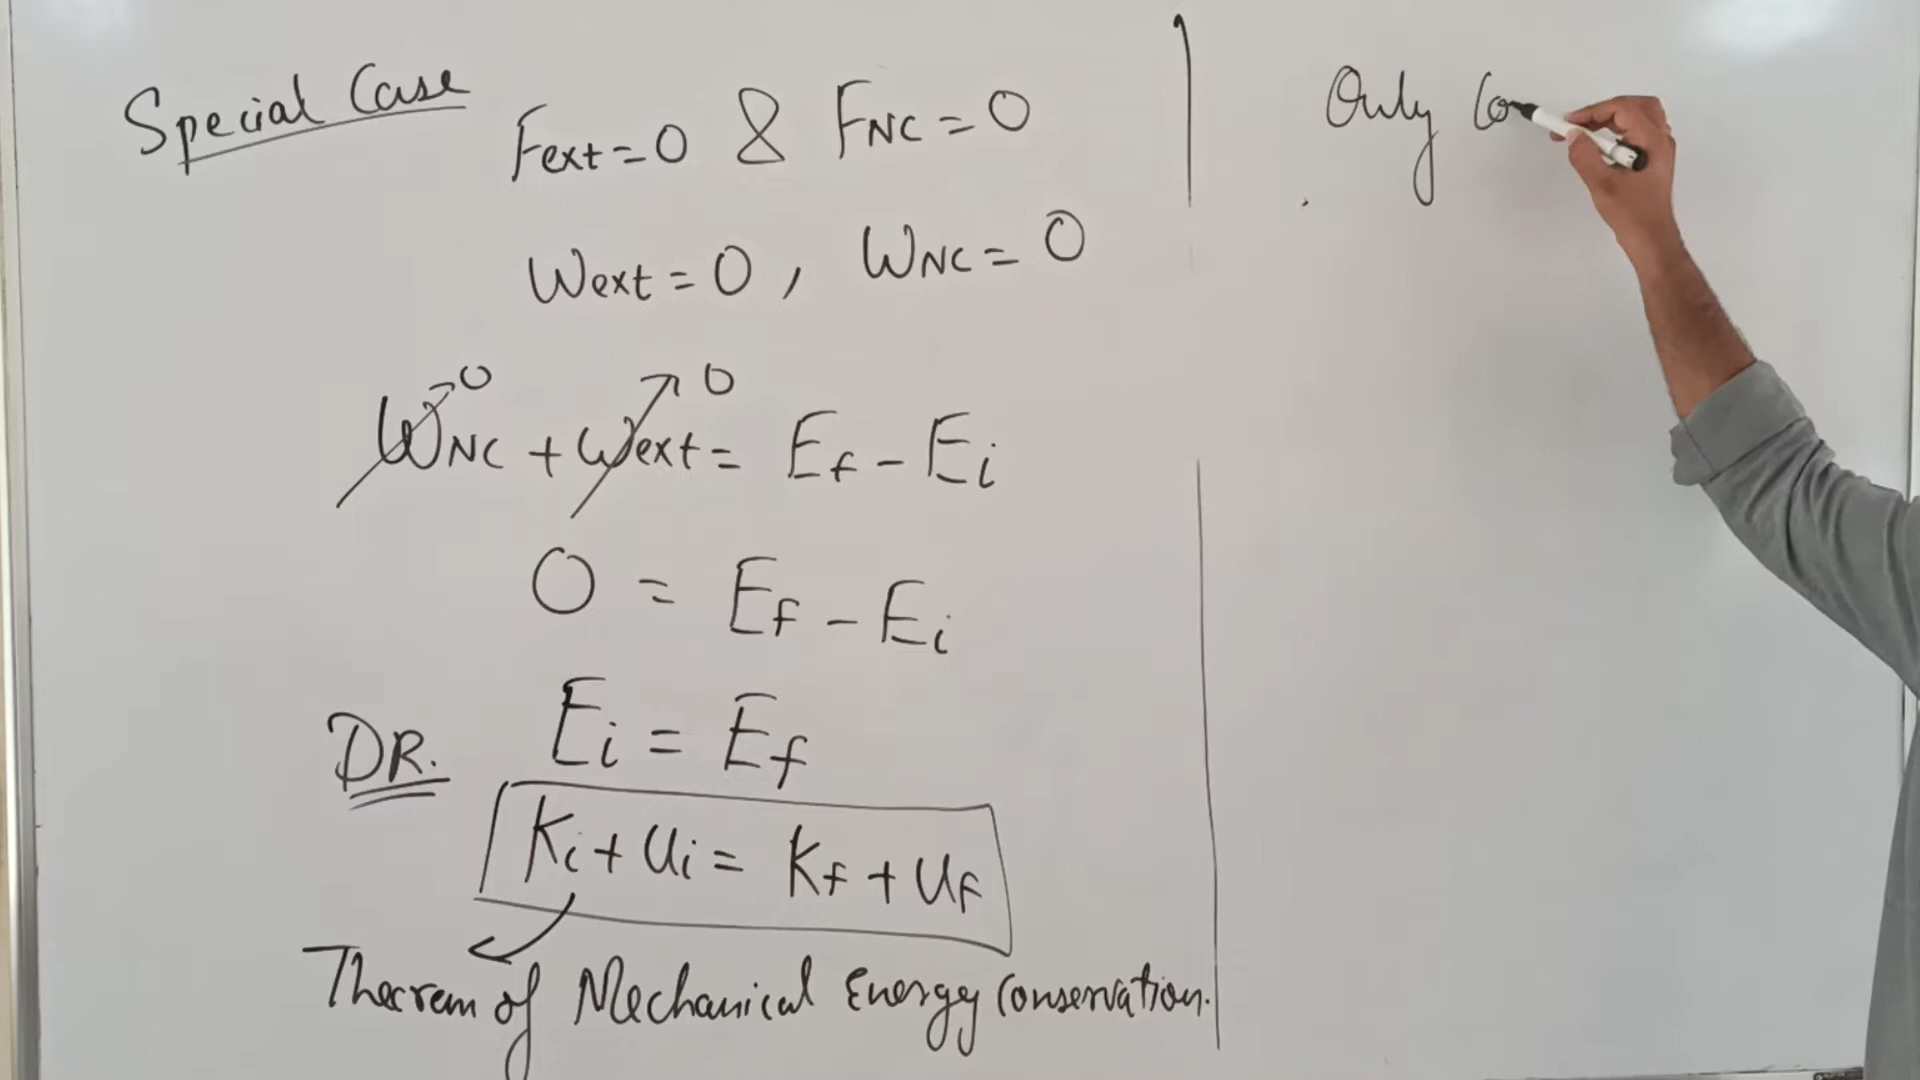 Special Case
Fext = 0 & FNC = 0
Wext = 0 , WNC = 0
0 0
WNC + Wext = Ef - Ei
0 = Ef - Ei
Ei = Ef
DR.
Ki + Ui = Kf + Uf
Theorem of Mechanical Energy Conservation.
Only Co